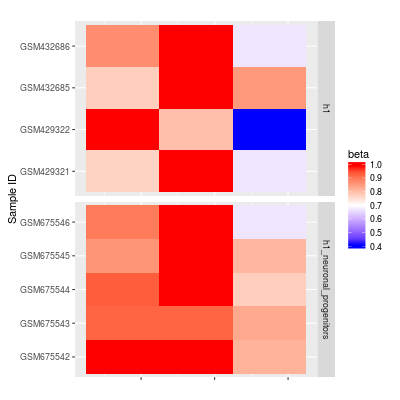 GSM432686
GSM432685
GSM429322
GSM429321
h1
GSM675546
GSM675545
GSM675544
GSM675543
GSM675542
h1_neuronal_progenitors
Sample ID
beta
1.0
0.9
0.8
0.7
0.6
0.5
0.4